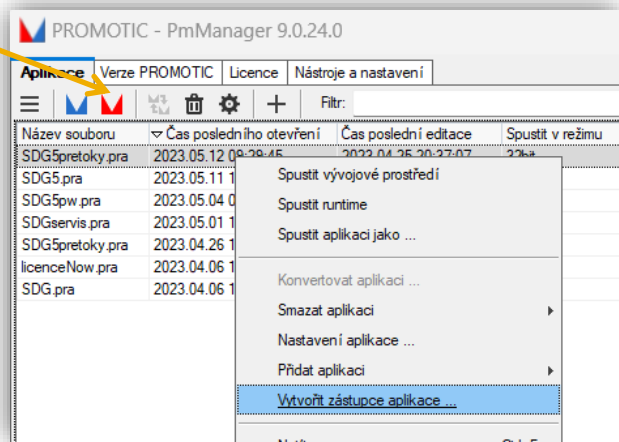 PROMOTIC - PmManager 9.0.24.0
Aplikace Verze PROMOTIC Licence Nástroje a nastavení
Filtr:
Název souboru Čas posledního otevření Čas poslední editace Spustit v režimu
SDG5pretoky.pra 2023.05.12 09:29:45 2023.04.25 20:37:07 32bit
SDG5.pra 2023.05.11 1
SDG5pw.pra 2023.05.04 0
SDGservis.pra 2023.05.01 1
SDG5pretoky.pra 2023.04.26 1
licenceNow.pra 2023.04.06 1
SDG.pra 2023.04.06 1
Spustit vývojové prostředí
Spustit runtime
Spustit aplikaci jako ...
Konvertovat aplikaci ...
Smazat aplikaci
Nastavení aplikace ...
Přidat aplikaci
Vytvořit zástupce aplikace ...